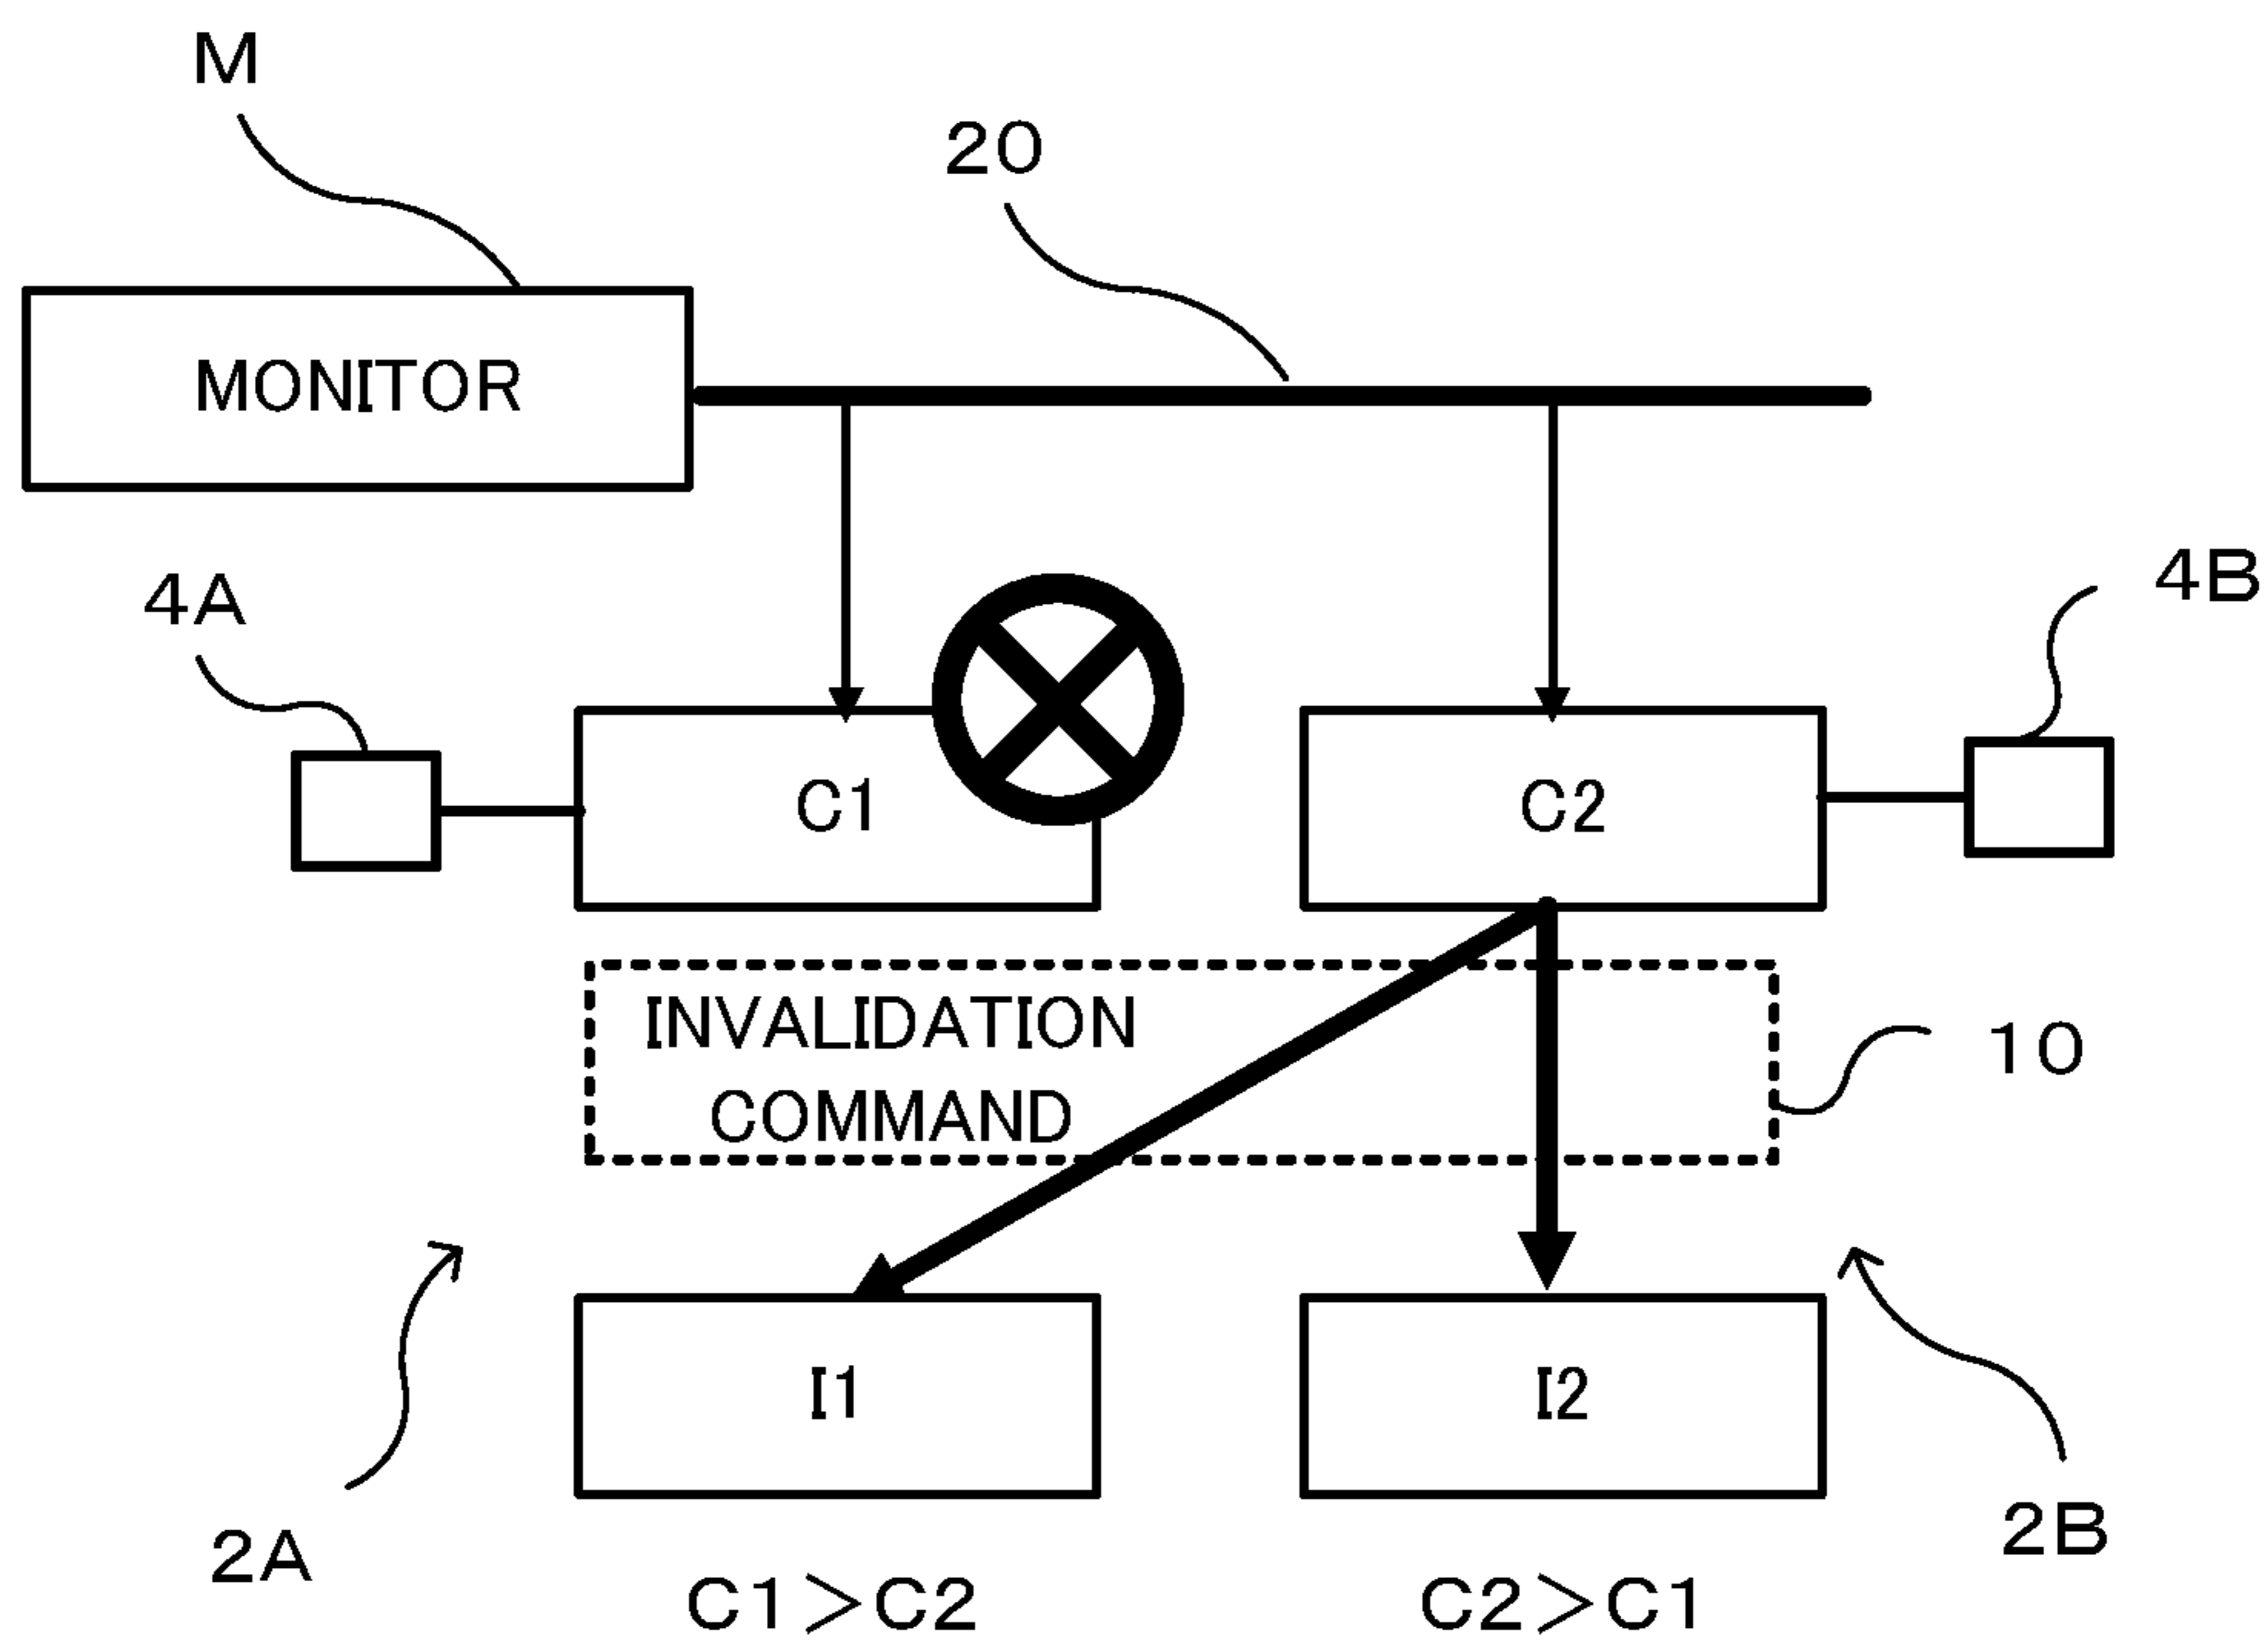 M
20
MONITOR
4A
4B
C1
C2
INVALIDATION
COMMAND
10
I1
I2
2A
2B
C1＞C2
C2＞C1